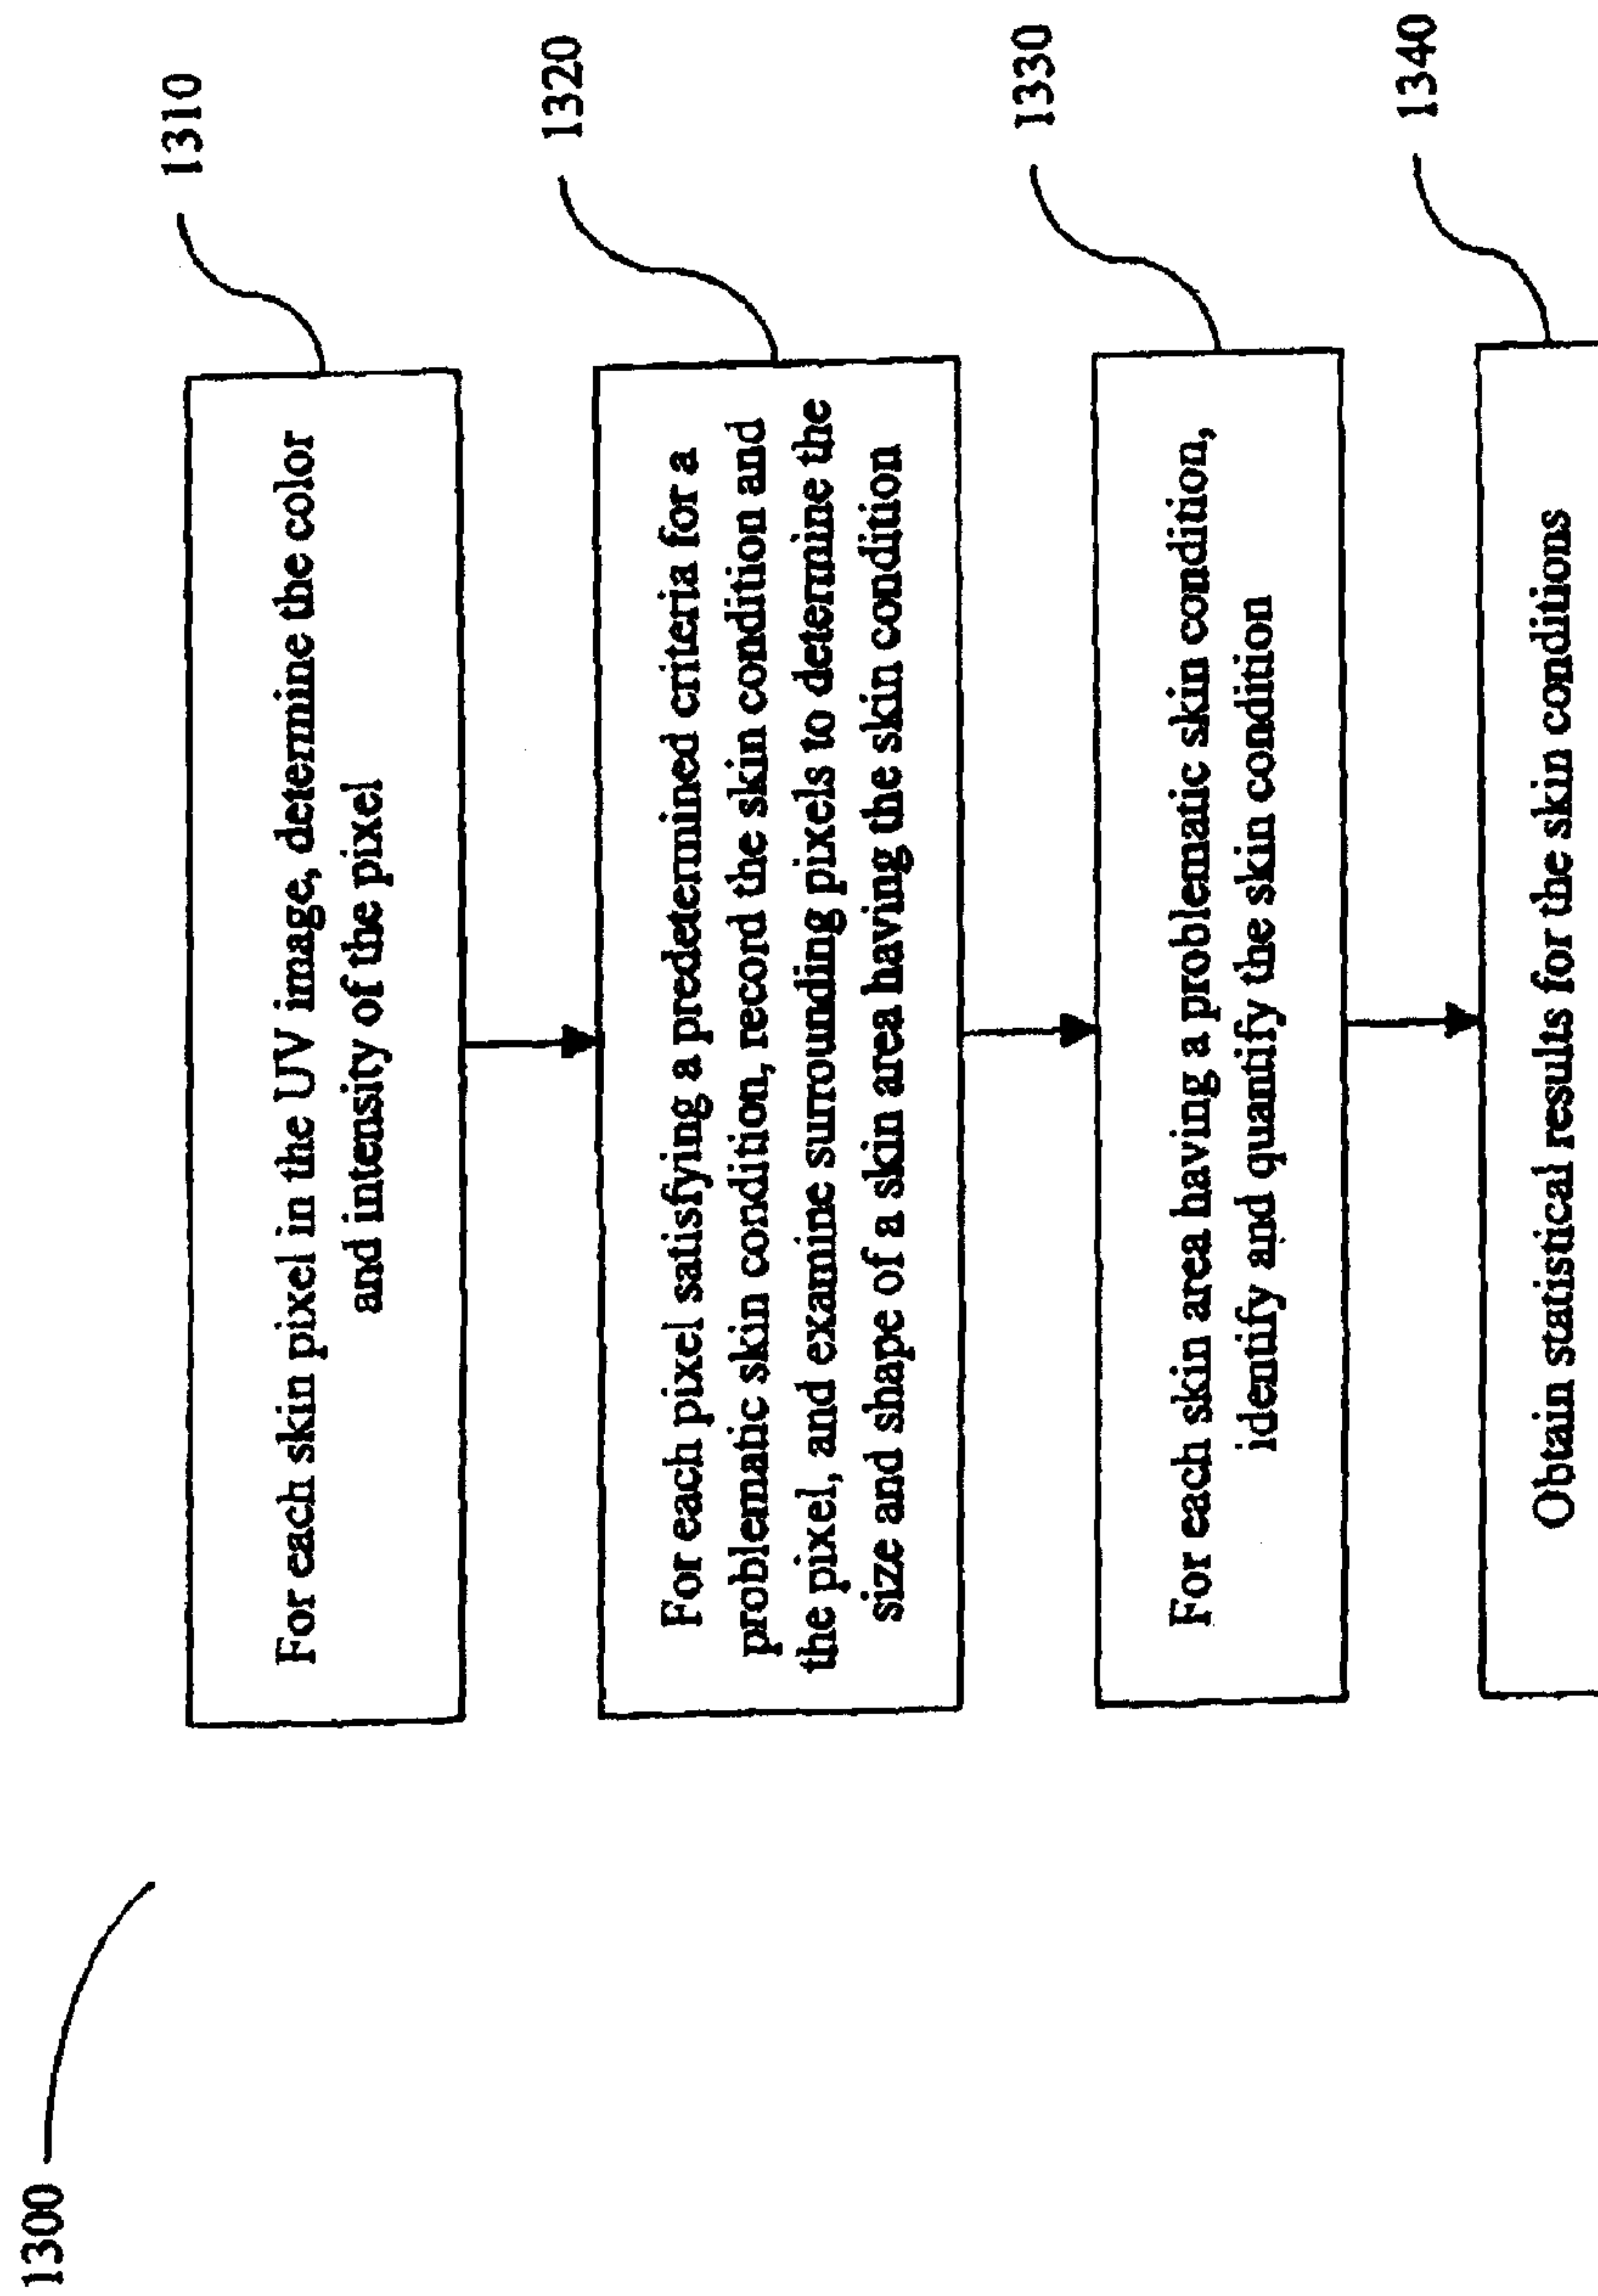 1300
1310
For each skin pixel in the UV image, determine the color
and intensity of the pixel
1320
For each pixel satisfying a predetermined criteria for a
problematic skin condition, record the skin condition and
the pixel, and examine surrounding pixels to determine the
size and shape of a skin area having the skin condition
1330
For each skin area having a problematic skin condition,
identify and quantify the skin condition
1340
Obtain statistical results for the skin conditions